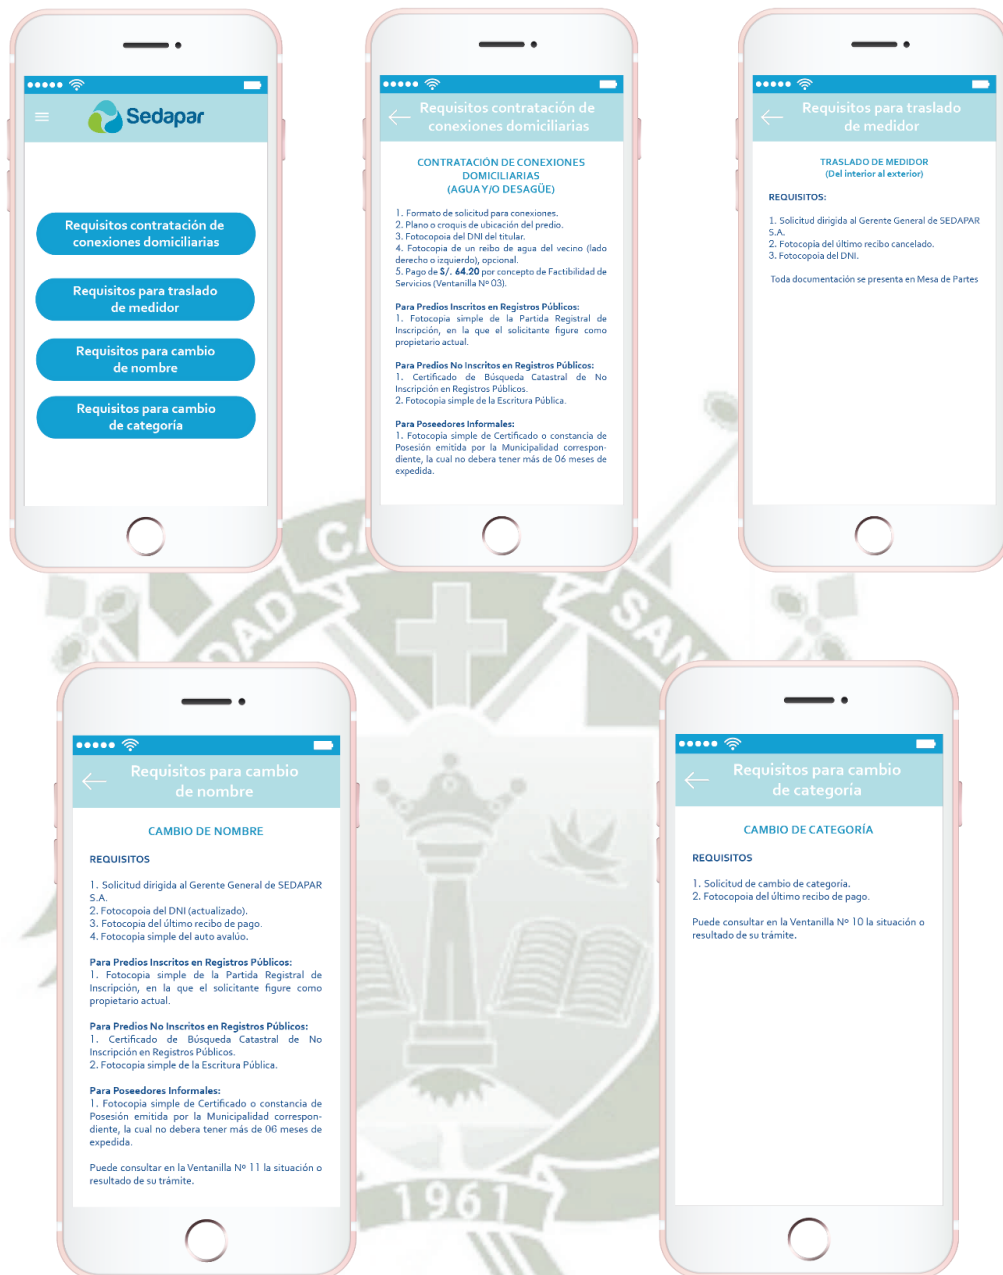 Sedapar
Requisitos contratación de
conexiones domiciliarias
Requisitos para traslado
de medidor
Requisitos para cambio
de nombre
Requisitos para cambio
de categoría
Requisitos contratación de
conexiones domiciliarias
CONTRATACIÓN DE CONEXIONES
DOMICILIARIAS
(AGUA Y/O DESAGÜE)
1. Formato de solicitud para conexiones.
2. Plano o croquis de ubicación del predio.
3. Fotocopoia del DNI del titular.
4. Fotocopia de un reibo de agua del vecino (lado
derecho o izquierdo), opcional.
5. Pago de S/. 64.20 por concepto de Factibilidad de
Servicios (Ventanilla Nº 03).
Para Predios Inscritos en Registros Públicos:
1. Fotocopia simple de la Partida Registral de
Inscripción, en la que el solicitante figure como
propietario actual.
Para Predios No Inscritos en Registros Públicos:
1. Certificado de Búsqueda Catastral de No
Inscripción en Registros Públicos.
2. Fotocopia simple de la Escritura Pública.
Para Poseedores Informales:
1. Fotocopia simple de Certificado o constancia de
Posesión emitida por la Municipalidad correspon-
diente, la cual no debera tener más de 06 meses de
expedida.
Requisitos para traslado
de medidor
TRASLADO DE MEDIDOR
(Del interior al exterior)
REQUISITOS:
1. Solicitud dirigida al Gerente General de SEDAPAR
S.A.
2. Fotocopia del último recibo cancelado.
3. Fotocopoia del DNI.
Toda documentación se presenta en Mesa de Partes
Requisitos para cambio
de nombre
CAMBIO DE NOMBRE
REQUISITOS
1. Solicitud dirigida al Gerente General de SEDAPAR
S.A.
2. Fotocopoia del DNI (actualizado).
3. Fotocopia del último recibo de pago.
4. Fotocopia simple del auto avalúo.
Para Predios Inscritos en Registros Públicos:
1. Fotocopia simple de la Partida Registral de
Inscripción, en la que el solicitante figure como
propietario actual.
Para Predios No Inscritos en Registros Públicos:
1. Certificado de Búsqueda Catastral de No
Inscripción en Registros Públicos.
2. Fotocopia simple de la Escritura Pública.
Para Poseedores Informales:
1. Fotocopia simple de Certificado o constancia de
Posesión emitida por la Municipalidad correspon-
diente, la cual no debera tener más de 06 meses de
expedida.
Puede consultar en la Ventanilla Nº 11 la situación o
resultado de su trámite.
Requisitos para cambio
de categoría
CAMBIO DE CATEGORÍA
REQUISITOS
1. Solicitud de cambio de categoría.
2. Fotocopoia del último recibo de pago.
Puede consultar en la Ventanilla Nº 10 la situación o
resultado de su trámite.
1961